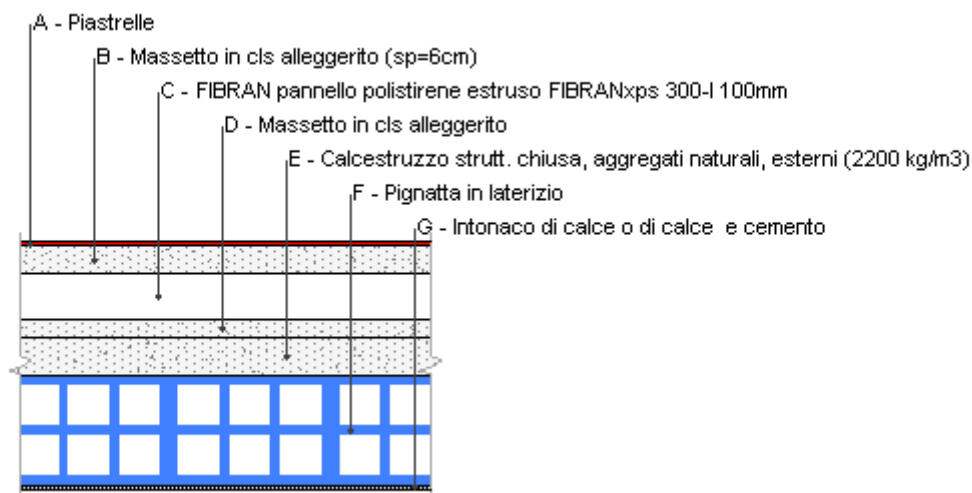 A - Piastrelle
B - Massetto in cls alleggerito (sp=6cm)
C - FIBRAN pannello polistirene estruso FIBRANxps 300-l 100mm
D - Massetto in cls alleggerito
E - Calcestruzzo strutt. chiusa, aggregati naturali, esterni (2200 kg/m3)
F - Pignatta in laterizio
G - Intonaco di calce o di calce e cemento